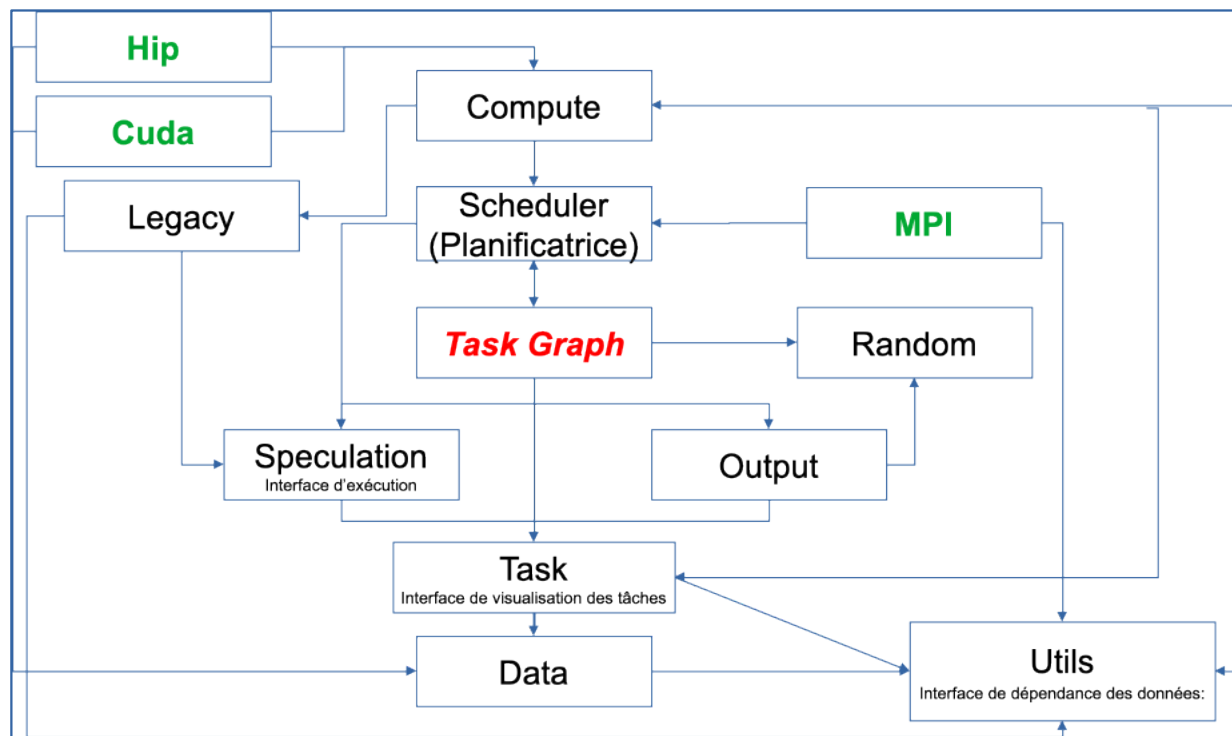 Hip
Cuda
Compute
Legacy
Scheduler
(Planificatrice)
MPI
Task Graph
Random
Speculation
Interface d'exécution
Output
Task
Interface de visualisation des tâches
Data
Utils
Interface de dépendance des données: